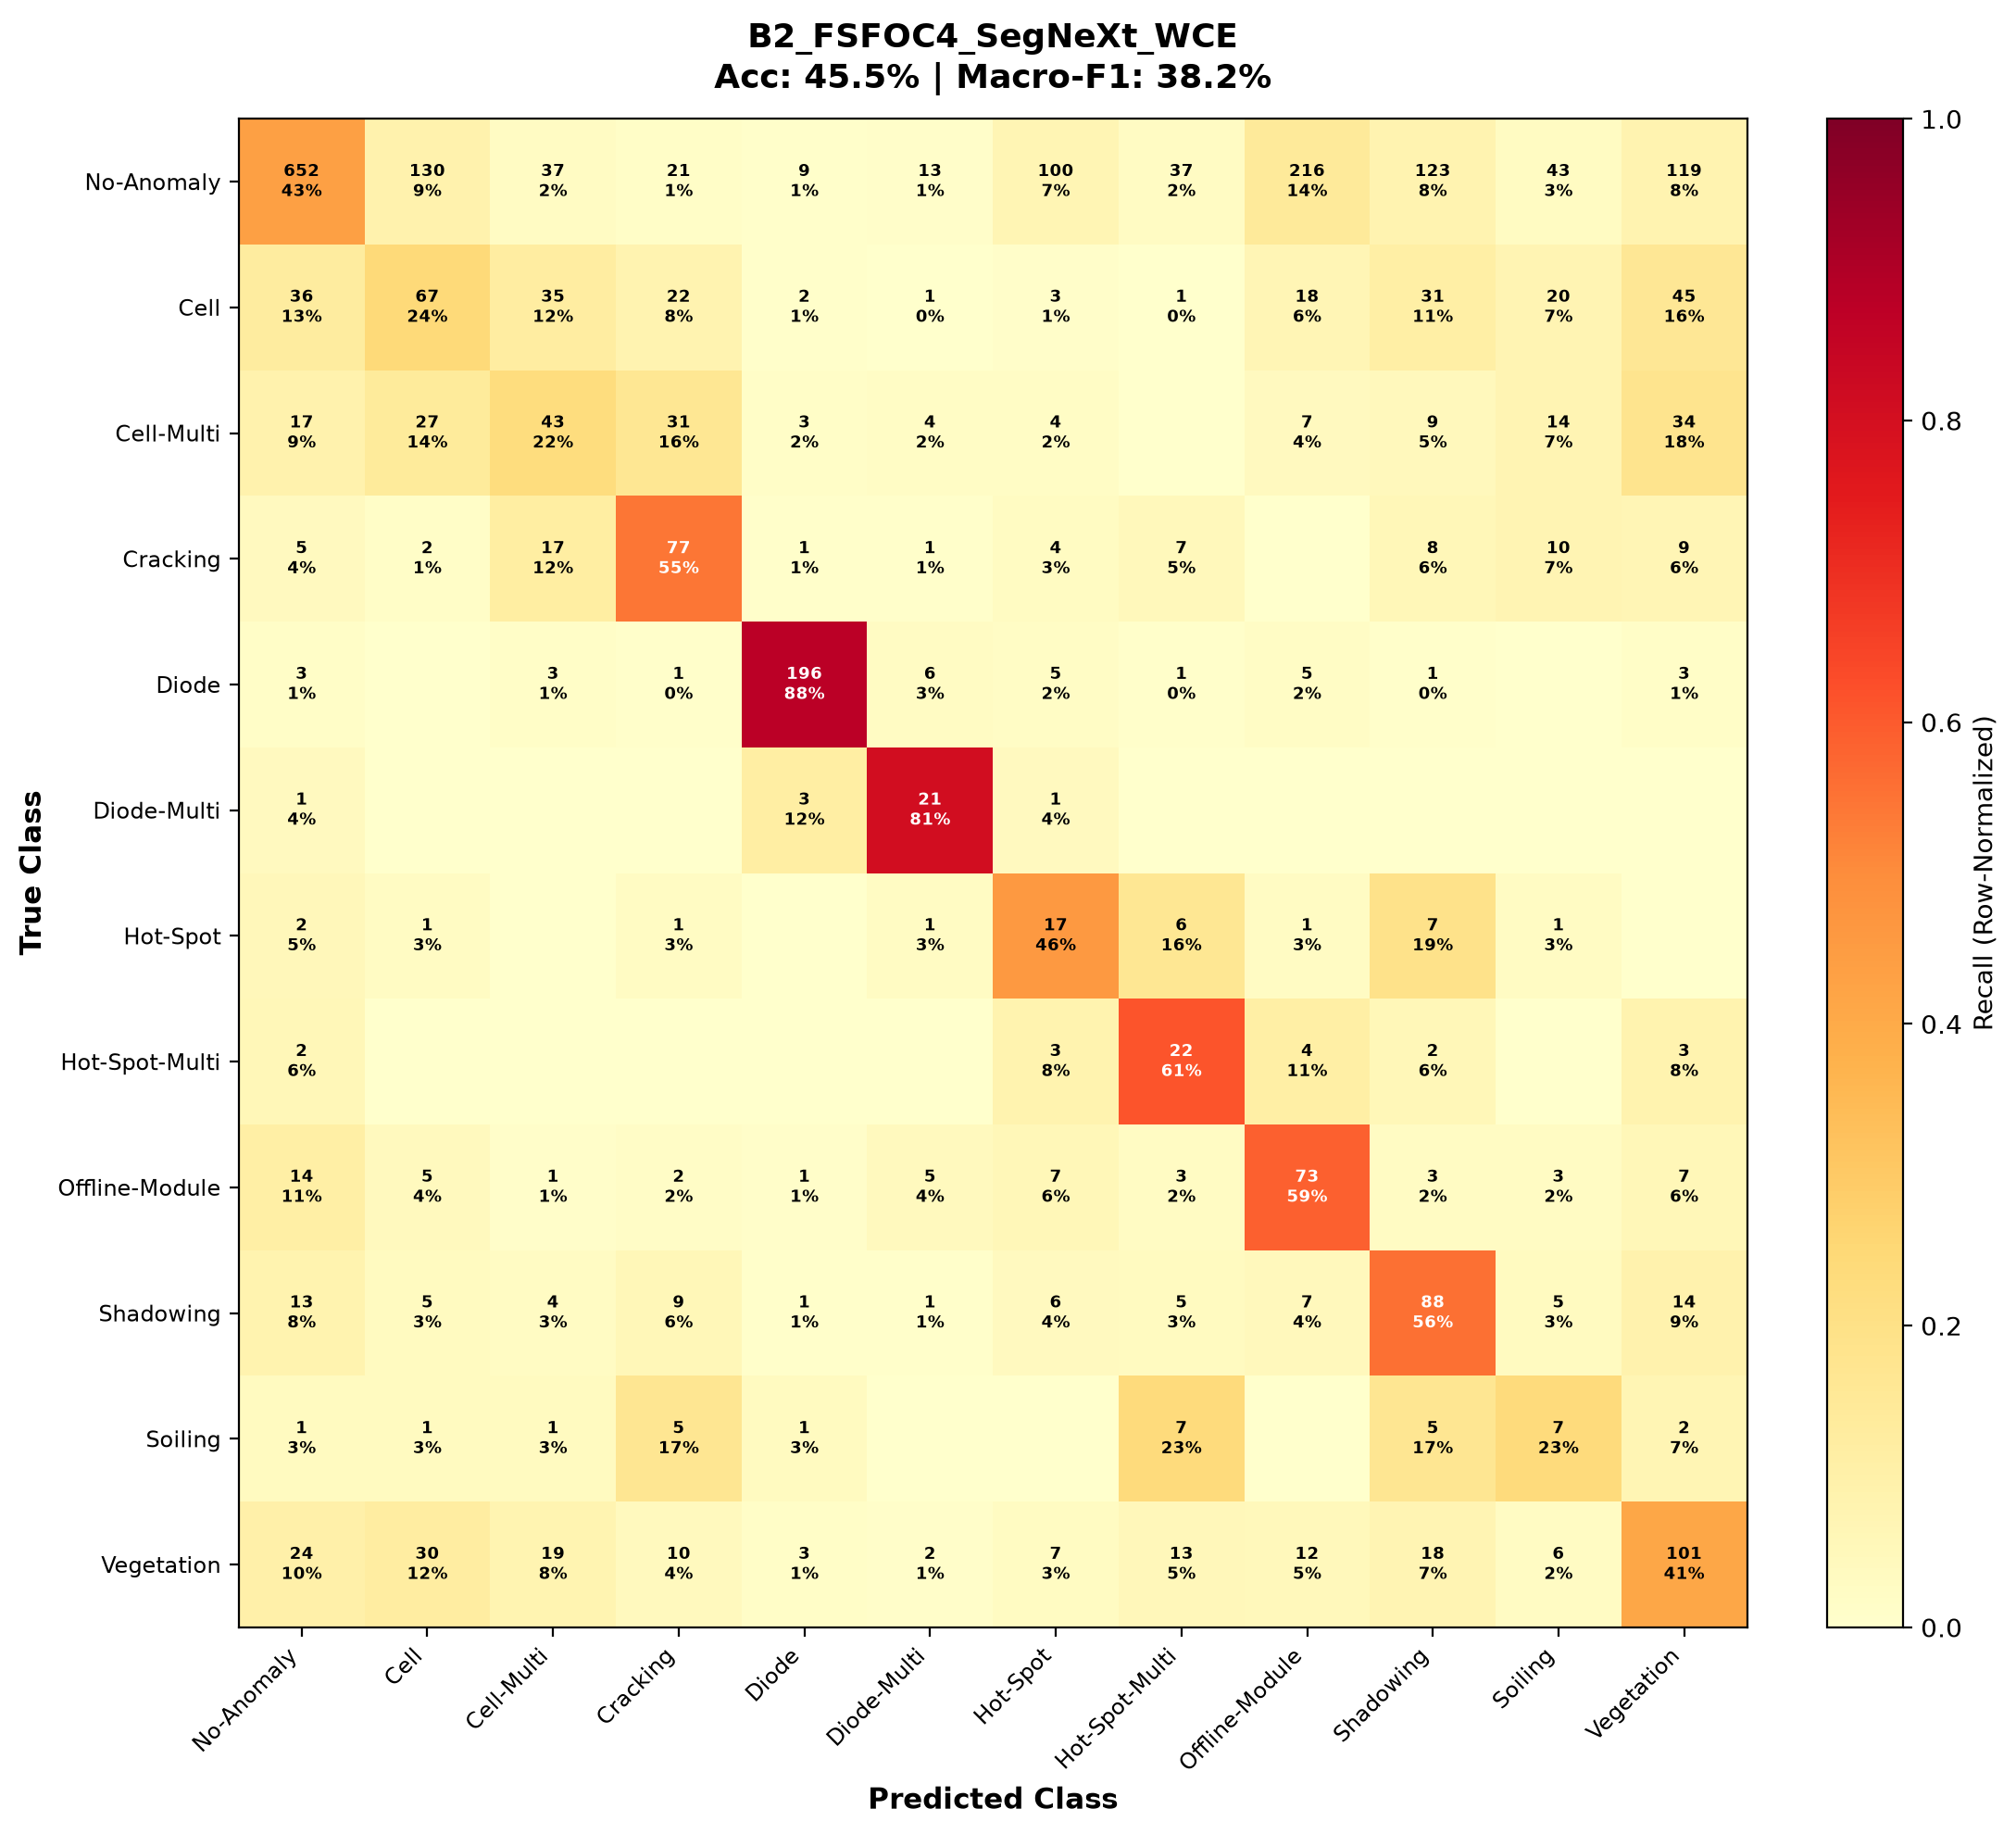 B2_FSFOC4_SegNeXt_WCE
Acc: 45.5% | Macro-F1: 38.2%
True Class
No-Anomaly
652 130 37 21 9 13 100 37 216 123 43 119
43% 9% 2% 1% 1% 1% 7% 2% 14% 8% 3% 8%
Cell
36 67 35 22 2 1 3 1 18 31 20 45
13% 24% 12% 8% 1% 0% 1% 0% 6% 11% 7% 16%
Cell-Multi
17 27 43 31 3 4 4 7 9 14 34
9% 14% 22% 16% 2% 2% 2% 4% 5% 7% 18%
Cracking
5 2 17 77 1 1 4 7 8 10 9
4% 1% 12% 55% 1% 1% 3% 5% 6% 7% 6%
Diode
3 3 1 196 6 5 1 5 1 3
1% 1% 0% 88% 3% 2% 0% 2% 0% 1%
Diode-Multi
1 3 21 1
4% 12% 81% 4%
Hot-Spot
2 1 1 1 17 6 1 7 1
5% 3% 3% 3% 46% 16% 3% 19% 3%
Hot-Spot-Multi
2 3 22 4 2 3
6% 8% 61% 11% 6% 8%
Offline-Module
14 5 1 2 1 5 7 3 73 3 3 7
11% 4% 1% 2% 1% 4% 6% 2% 59% 2% 2% 6%
Shadowing
13 5 4 9 1 1 6 5 7 88 5 14
8% 3% 3% 6% 1% 1% 4% 3% 4% 56% 3% 9%
Soiling
1 1 1 5 1 7 5 7 2
3% 3% 3% 17% 3% 23% 17% 23% 7%
Vegetation
24 30 19 10 3 2 7 13 12 18 6 101
10% 12% 8% 4% 1% 1% 3% 5% 5% 7% 2% 41%
No-Anomaly
Cell
Cell-Multi
Cracking
Diode
Diode-Multi
Hot-Spot
Hot-Spot-Multi
Offline-Module
Shadowing
Soiling
Vegetation
Predicted Class
1.0
0.8
0.6
0.4
0.2
0.0
Recall (Row-Normalized)